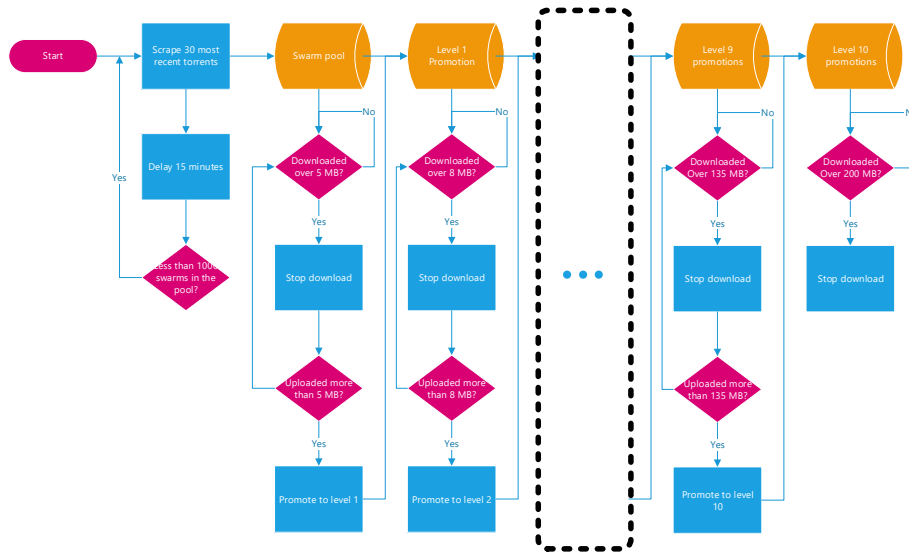 Start
Scrape 30 most
recent torrents
Delay 15 minutes
Yes
Less than 1000
swarms in the
pool?
Swarm pool
No
Downloaded
over 5 MB?
Yes
Stop download
Uploaded more
than 5 MB?
Yes
Promote to level 1
Level 1
Promotion
No
Downloaded
over 8 MB?
Yes
Stop download
Uploaded more
than 8 MB?
Yes
Promote to level 2
Level 9
promotions
No
Downloaded
Over 135 MB?
Yes
Stop download
Uploaded more
than 135 MB?
Yes
Promote to level
10
Level 10
promotions
Downloaded
Over 200 MB?
Yes
Stop download